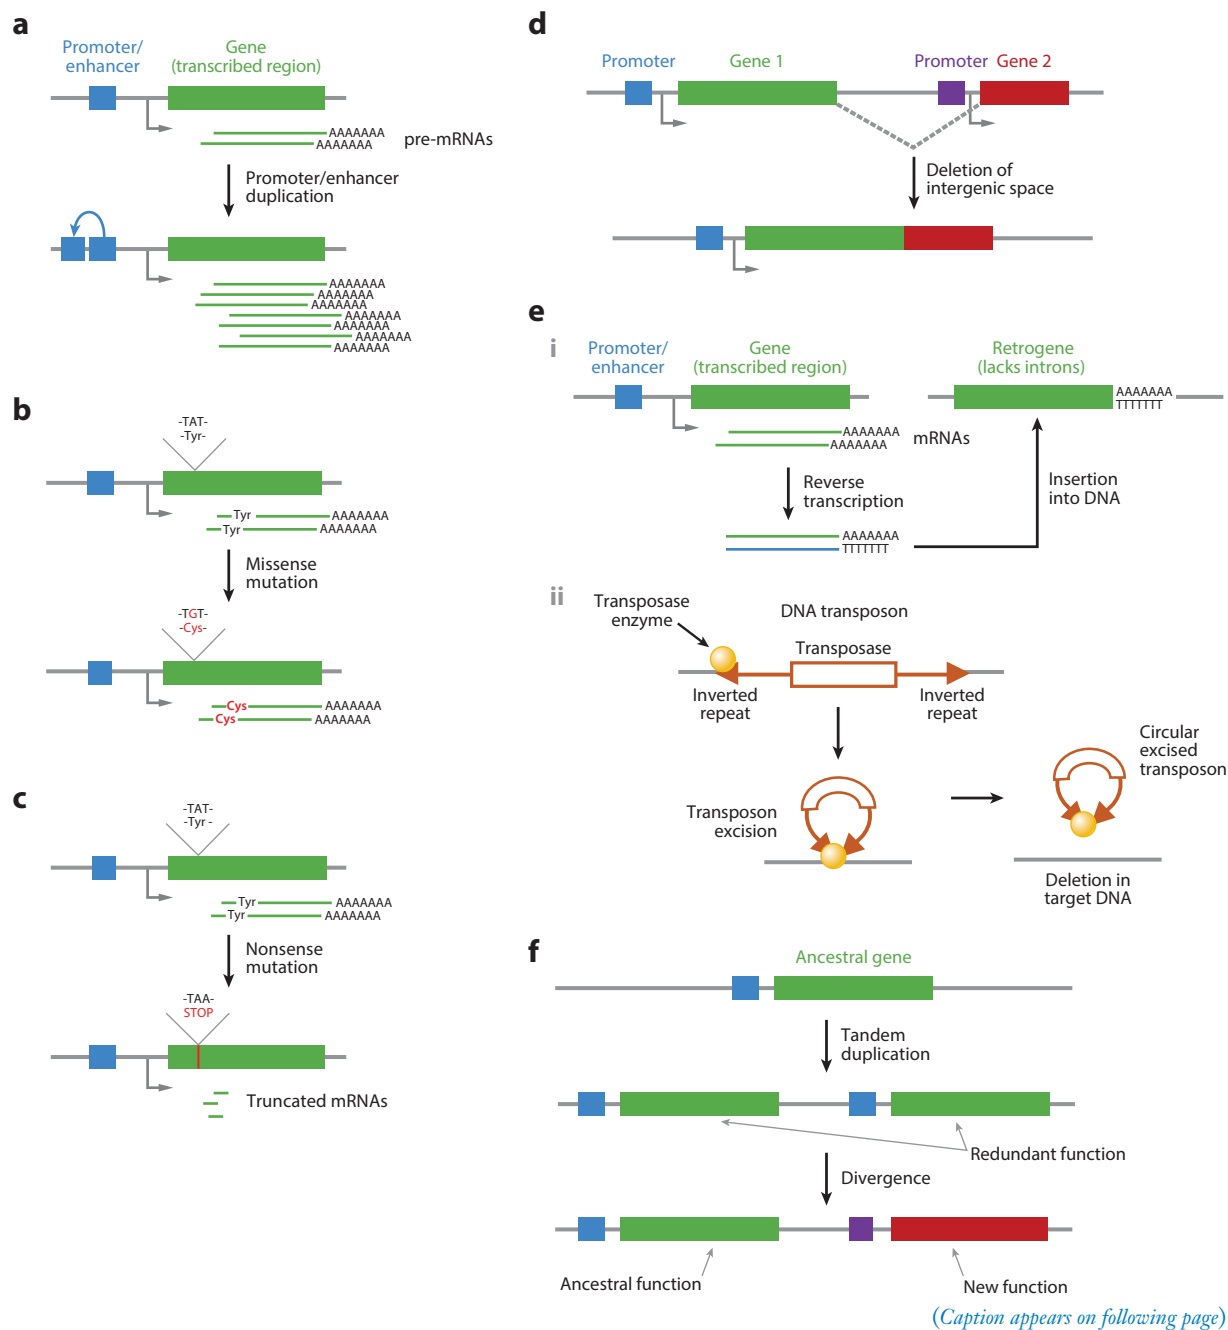 a
Promoter/
enhancer
Gene
(transcribed region)
AAAAAAA
AAAAAAA
pre-mRNAs
Promoter/enhancer
duplication
AAAAAAA
AAAAAAA
AAAAAAA
AAAAAAA
AAAAAAA
AAAAAAA
AAAAAAA
b
-TAT-
-Tyr-
Tyr
AAAAAAA
Tyr
AAAAAAA
Missense
mutation
-TGT-
-Cys-
Cys
AAAAAAA
Cys
AAAAAAA
c
-TAT-
-Tyr -
Tyr
AAAAAAA
Tyr
AAAAAAA
Nonsense
mutation
-TAA-
STOP
Truncated mRNAs
d
Promoter
Gene 1
Promoter
Gene 2
Deletion of
intergenic space
e
i
Promoter/
enhancer
Gene
(transcribed region)
Retrogene
(lacks introns)
AAAAAAA
TTTTTTT
AAAAAAA
AAAAAAA
mRNAs
Reverse
transcription
Insertion
into DNA
AAAAAAA
TTTTTTT
ii
Transposase
enzyme
DNA transposon
Transposase
Inverted
repeat
Inverted
repeat
Transposon
excision
Circular
excised
transposon
Deletion in
target DNA
f
Ancestral gene
Tandem
duplication
Redundant function
Divergence
Ancestral function
New function
(Caption appears on following page)